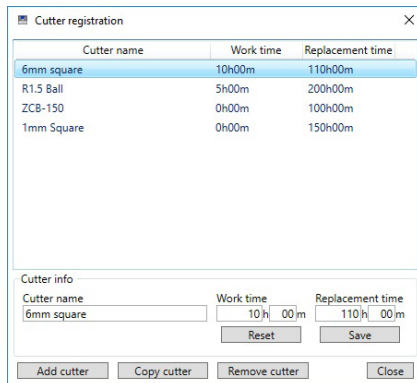 Cutter registration
Cutter name Work time Replacement time
6mm square 10h00m 110h00m
R1.5 Ball 5h00m 200h00m
ZCB-150 0h00m 100h00m
1mm Square 0h00m 150h00m
Cutter info
Cutter name Work time Replacement time
6mm square 10 h 00 m 110 h 00 m
Reset Save
Add cutter Copy cutter Remove cutter Close